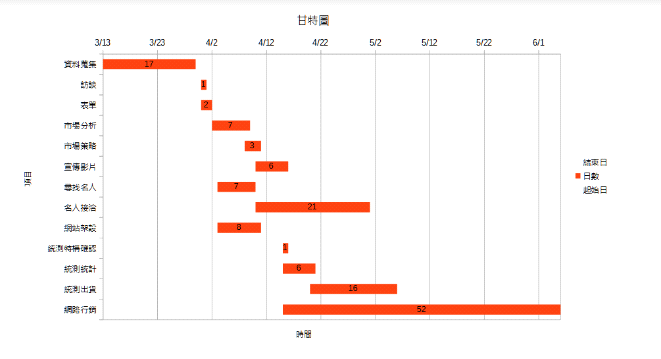 甘特圖
3/13 3/23 4/2 4/12 4/22 5/2 5/12 5/22 6/1
資料蒐集 17
訪談 1
表單 2
市場分析 7
市場策略 3
宣傳影片 6
尋找名人 7
名人接洽 21
網站架設 8
統測時機確認 1
統測統計 6
統測出貨 16
網路行銷 52
項目
時間
結束日
日數
起始日